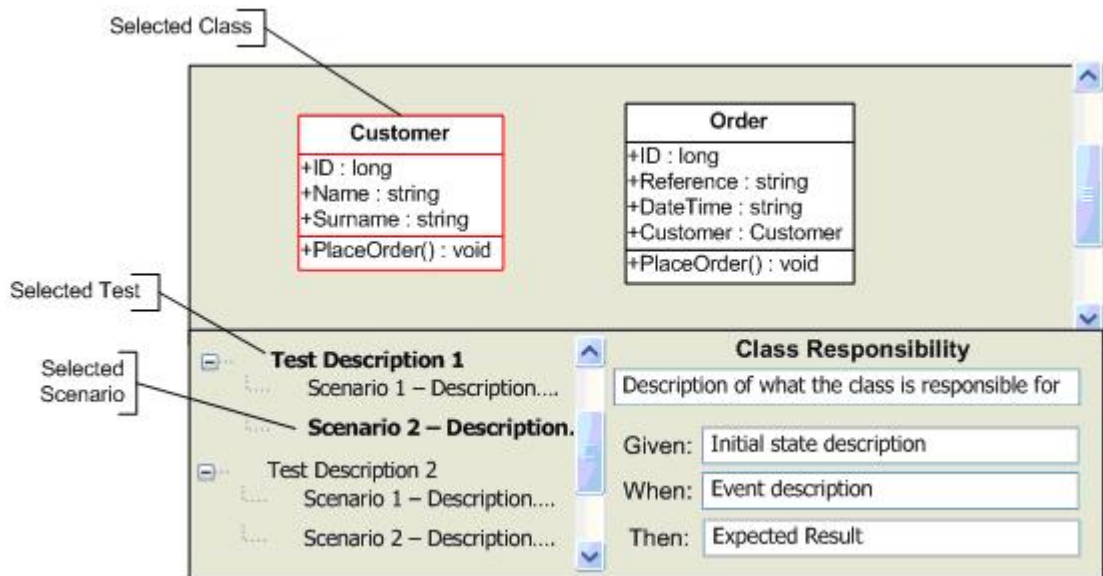 Selected Class
Customer
+ID : long
+Name : string
+Surname : string
+PlaceOrder() : void
Order
+ID : long
+Reference : string
+DateTime : string
+Customer : Customer
+PlaceOrder() : void
Selected Test
Selected
Scenario
Test Description 1
Scenario 1 – Description....
Scenario 2 – Description.
Test Description 2
Scenario 1 – Description....
Scenario 2 – Description....
Class Responsibility
Description of what the class is responsible for
Given: Initial state description
When: Event description
Then: Expected Result